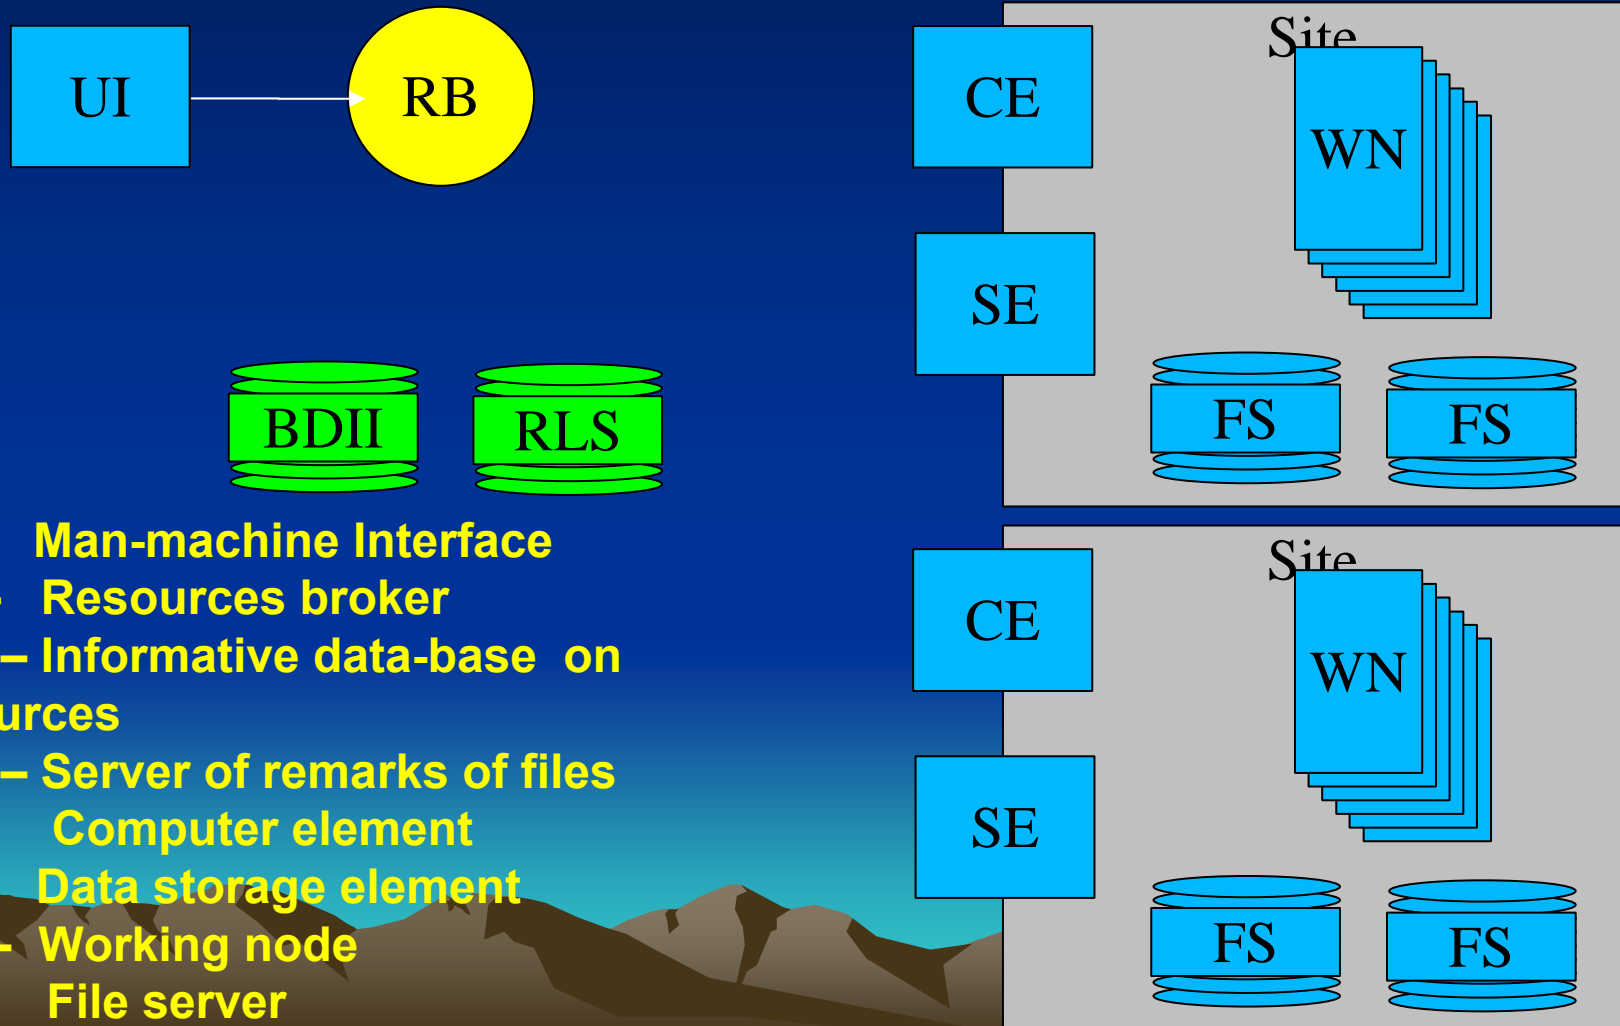 UI
RB
CE
Site
WN
SE
BDII
RLS
FS
FS
Man-machine Interface
- Resources broker
– Informative data-base on
urces
– Server of remarks of files
Computer element
Data storage element
- Working node
File server
Site
CE
WN
SE
FS
FS